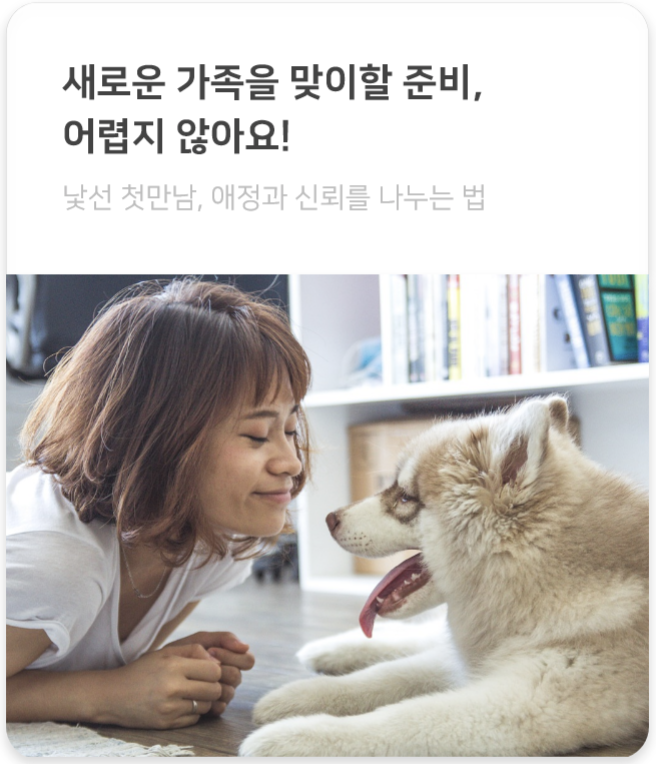 새로운 가족을 맞이할 준비,
어렵지 않아요!
낯선 첫만남, 애정과 신뢰를 나누는 법